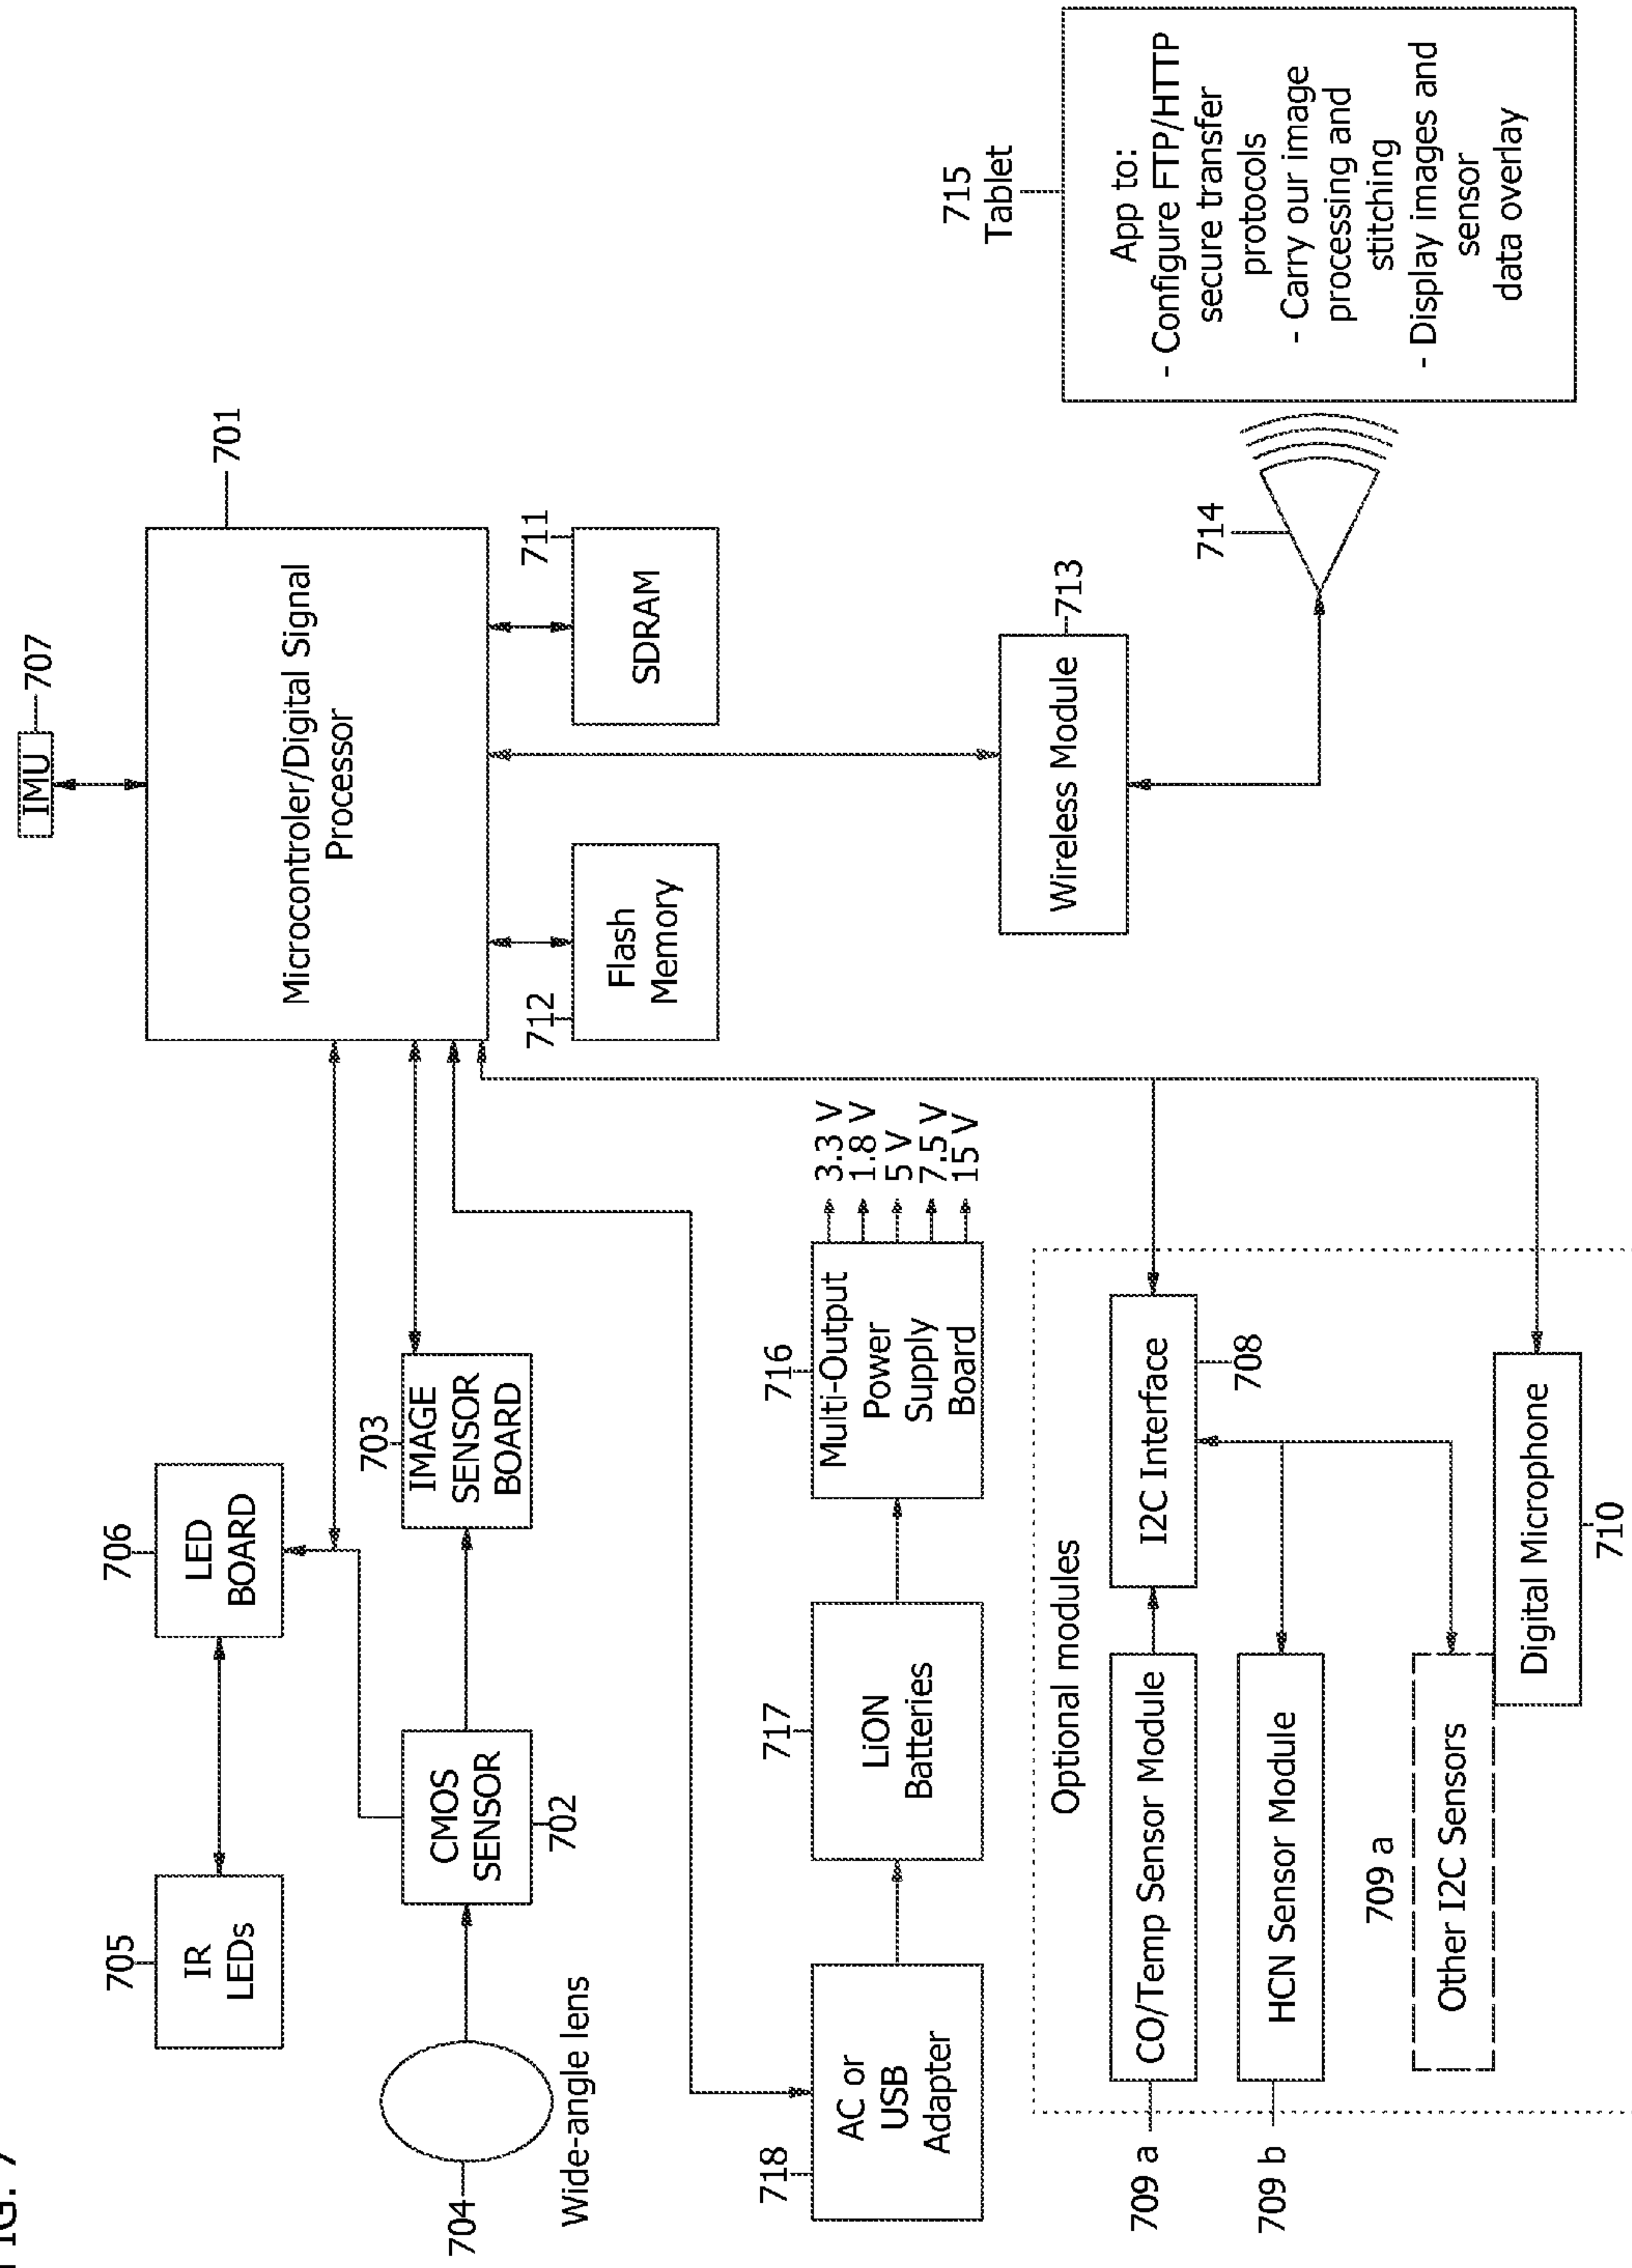 FIG. 7
IMU
707
701
Microcontroler/Digital Signal
Processor
711
SDRAM
712
Flash
Memory
713
Wireless Module
714
715
Tablet
App to:
- Configure FTP/HTTP
secure transfer
protocols
- Carry our image
processing and
stitching
- Display images and
sensor
data overlay
705
IR
LEDs
706
LED
BOARD
704
Wide-angle lens
CMOS
SENSOR
702
703
IMAGE
SENSOR
BOARD
718
AC or
USB
Adapter
717
LiON
Batteries
716
Multi-Output
Power
Supply
Board
3.3 V
1.8 V
5 V
7.5 V
15 V
Optional modules
709 a
CO/Temp Sensor Module
I2C Interface
708
709 b
HCN Sensor Module
709 a
Other I2C Sensors
Digital Microphone
710